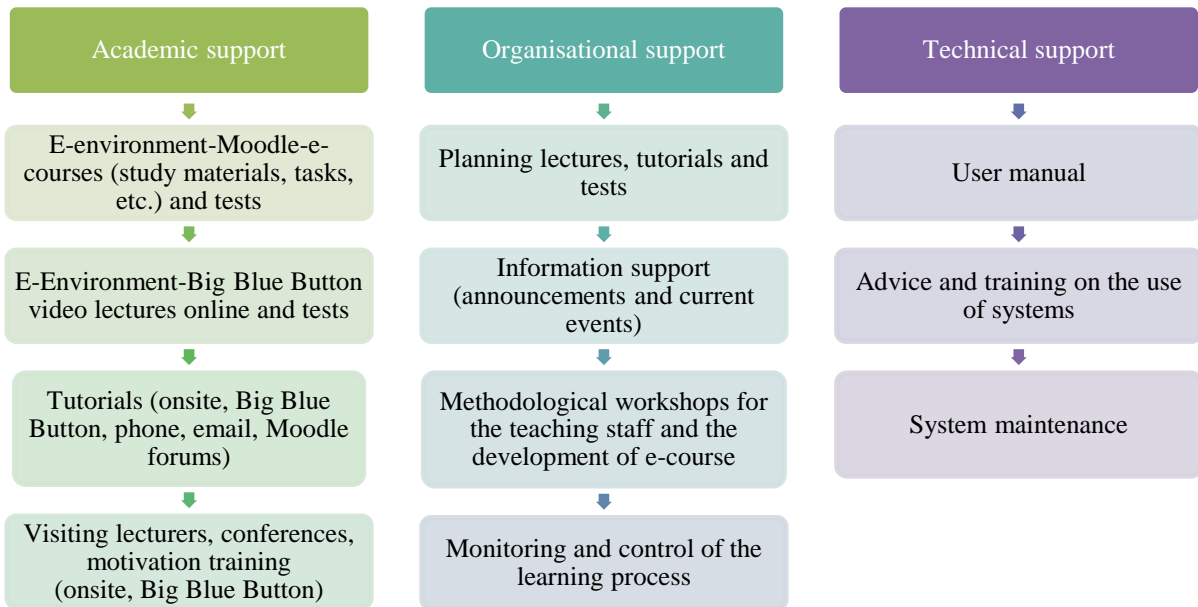 Academic support
E-environment-Moodle-e-
courses (study materials, tasks,
etc.) and tests
E-Environment-Big Blue Button
video lectures online and tests
Tutorials (onsite, Big Blue
Button, phone, email, Moodle
forums)
Visiting lecturers, conferences,
motivation training
(onsite, Big Blue Button)
Organisational support
Planning lectures, tutorials and
tests
Information support
(announcements and current
events)
Methodological workshops for
the teaching staff and the
development of e-course
Monitoring and control of the
learning process
Technical support
User manual
Advice and training on the use
of systems
System maintenance